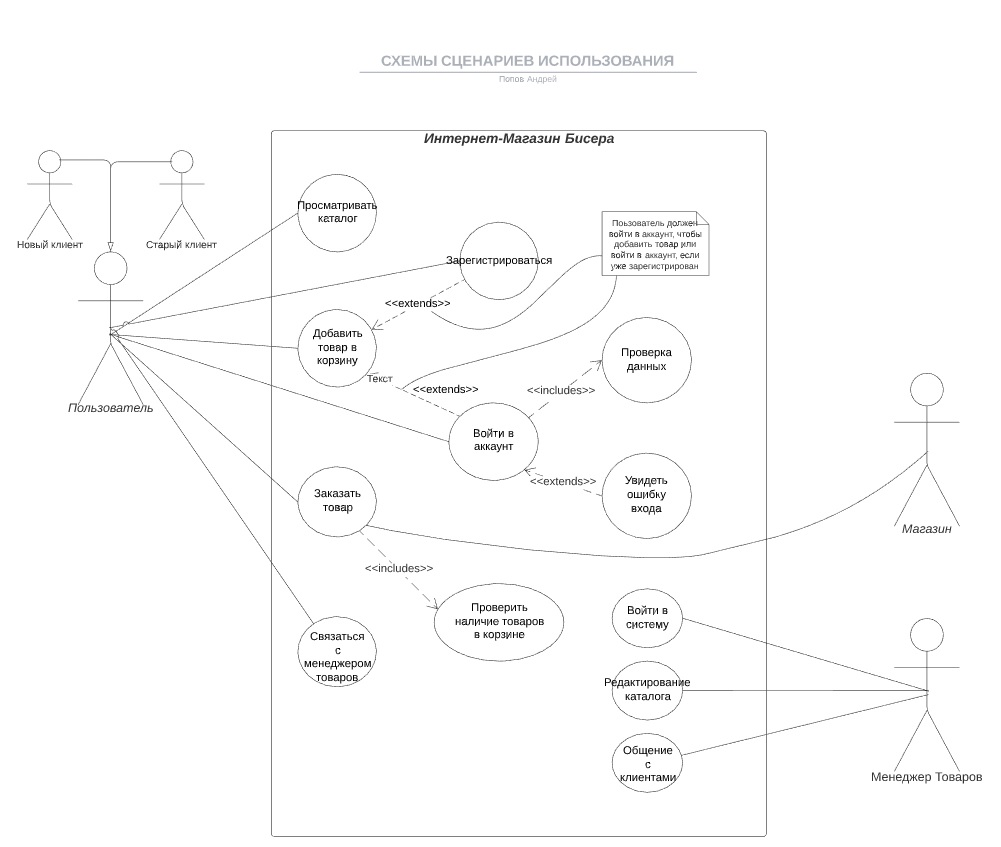 СХЕМЫ СЦЕНАРИЕВ ИСПОЛЬЗОВАНИЯ
Попов Андрей
Интернет-Магазин Бисера
Новый клиент
Старый клиент
Пользователь
Просматривать
каталог
Зарегистрироваться
Поьзователь должен
войти в аккаунт, чтобы
добавить товар или
войти в аккаунт, если
уже зарегистрирован
<<extends>>
Добавить
товар в
корзину
Текст
<<extends>>
<<includes>>
Проверка
данных
Войти в
аккаунт
<<extends>>
Увидеть
ошибку
входа
Магазин
Заказать
товар
<<includes>>
Проверить
наличие товаров
в корзине
Связаться
с
менеджером
товаров
Войти в
систему
Редактирование
каталога
Общение
с
клиентами
Менеджер Товаров